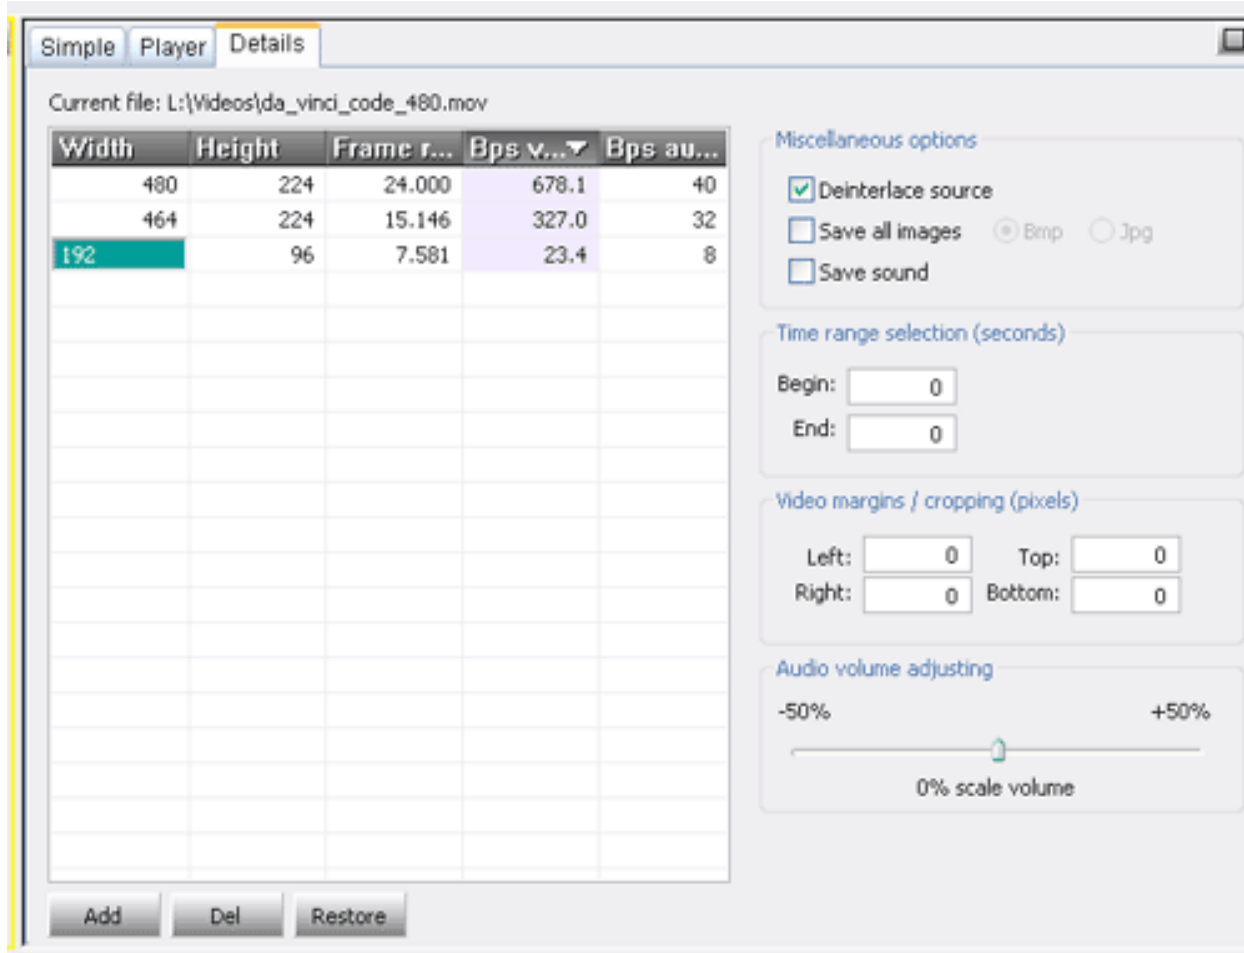 Simple Player Details
Current file: L:\Videos\da_vinci_code_480.mov
Width Height Frame r... Bps v... Bps au...
480 224 24.000 678.1 40
464 224 15.146 327.0 32
192 96 7.581 23.4 8
Add Del Restore
Miscellaneous options
Deinterlace source
Save all images Bmp Jpg
Save sound
Time range selection (seconds)
Begin: 0
End: 0
Video margins / cropping (pixels)
Left: 0 Top: 0
Right: 0 Bottom: 0
Audio volume adjusting
-50% +50%
0% scale volume